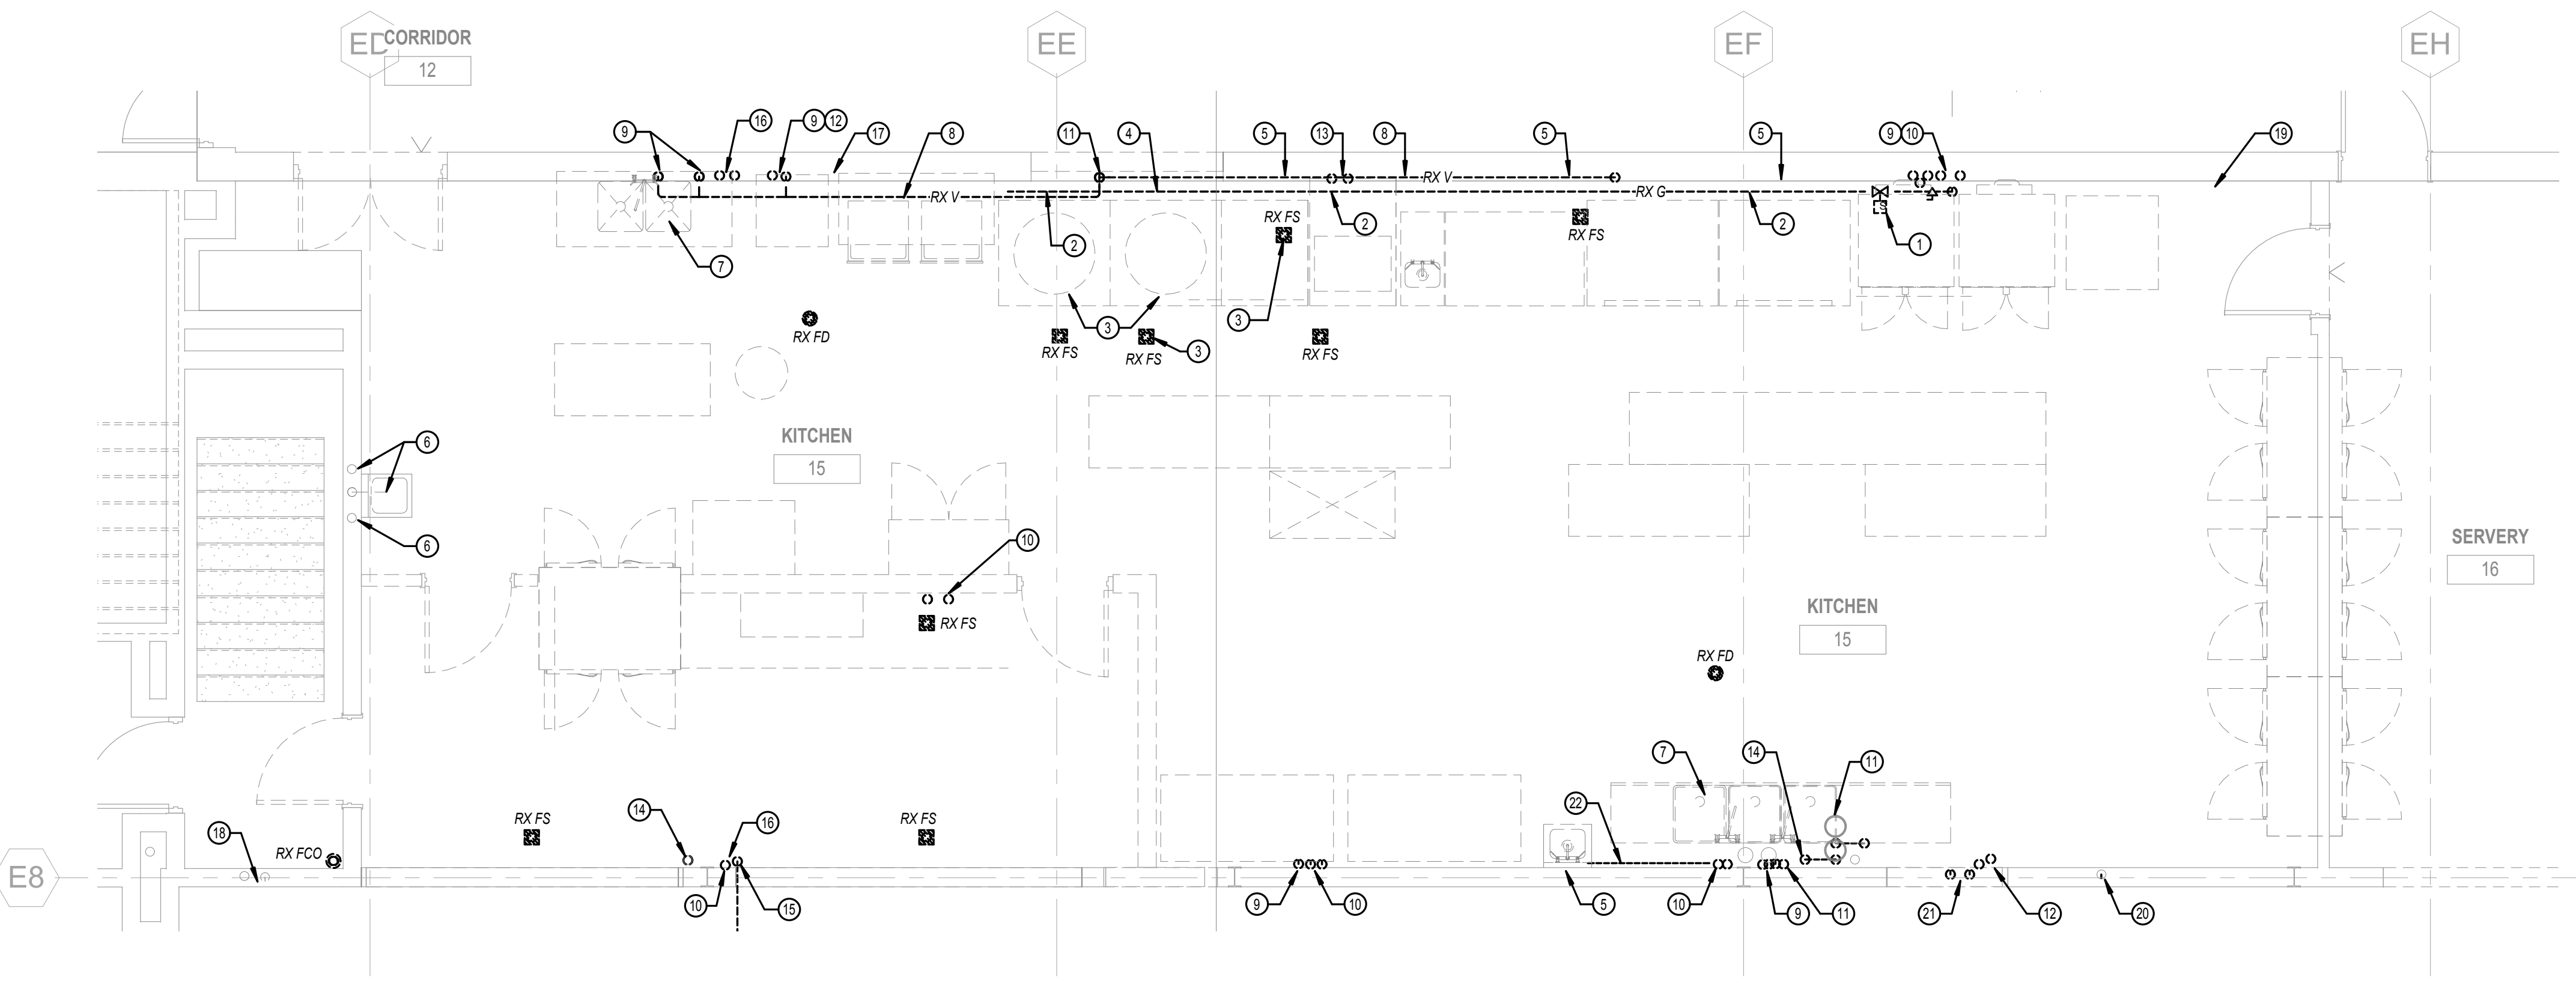 ED
EE
EF
EH
CORRIDOR
12
9
16
9
12
17
8
11
4
5
13
8
5
5
9
10
19
RX V
RX V
RX G
RX FS
RX FS
S
2
2
2
1
7
3
3
3
RX FD
RX FS
RX FS
RX FS
6
KITCHEN
15
6
10
SERVERY
16
RX FS
KITCHEN
15
RX FD
7
14
11
22
RX FS
14
16
RX FS
18
RX FCO
E8
10
15
9
10
5
10
9
11
21
12
20